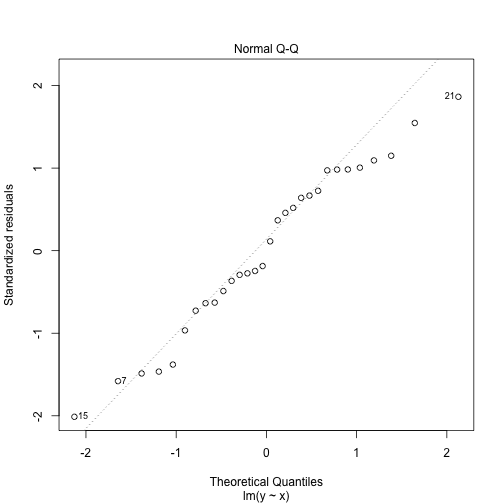 Normal Q-Q
Standardized residuals
2
1
0
-1
-2
21
7
15
-2 -1 0 1 2
Theoretical Quantiles
lm(y ~ x)